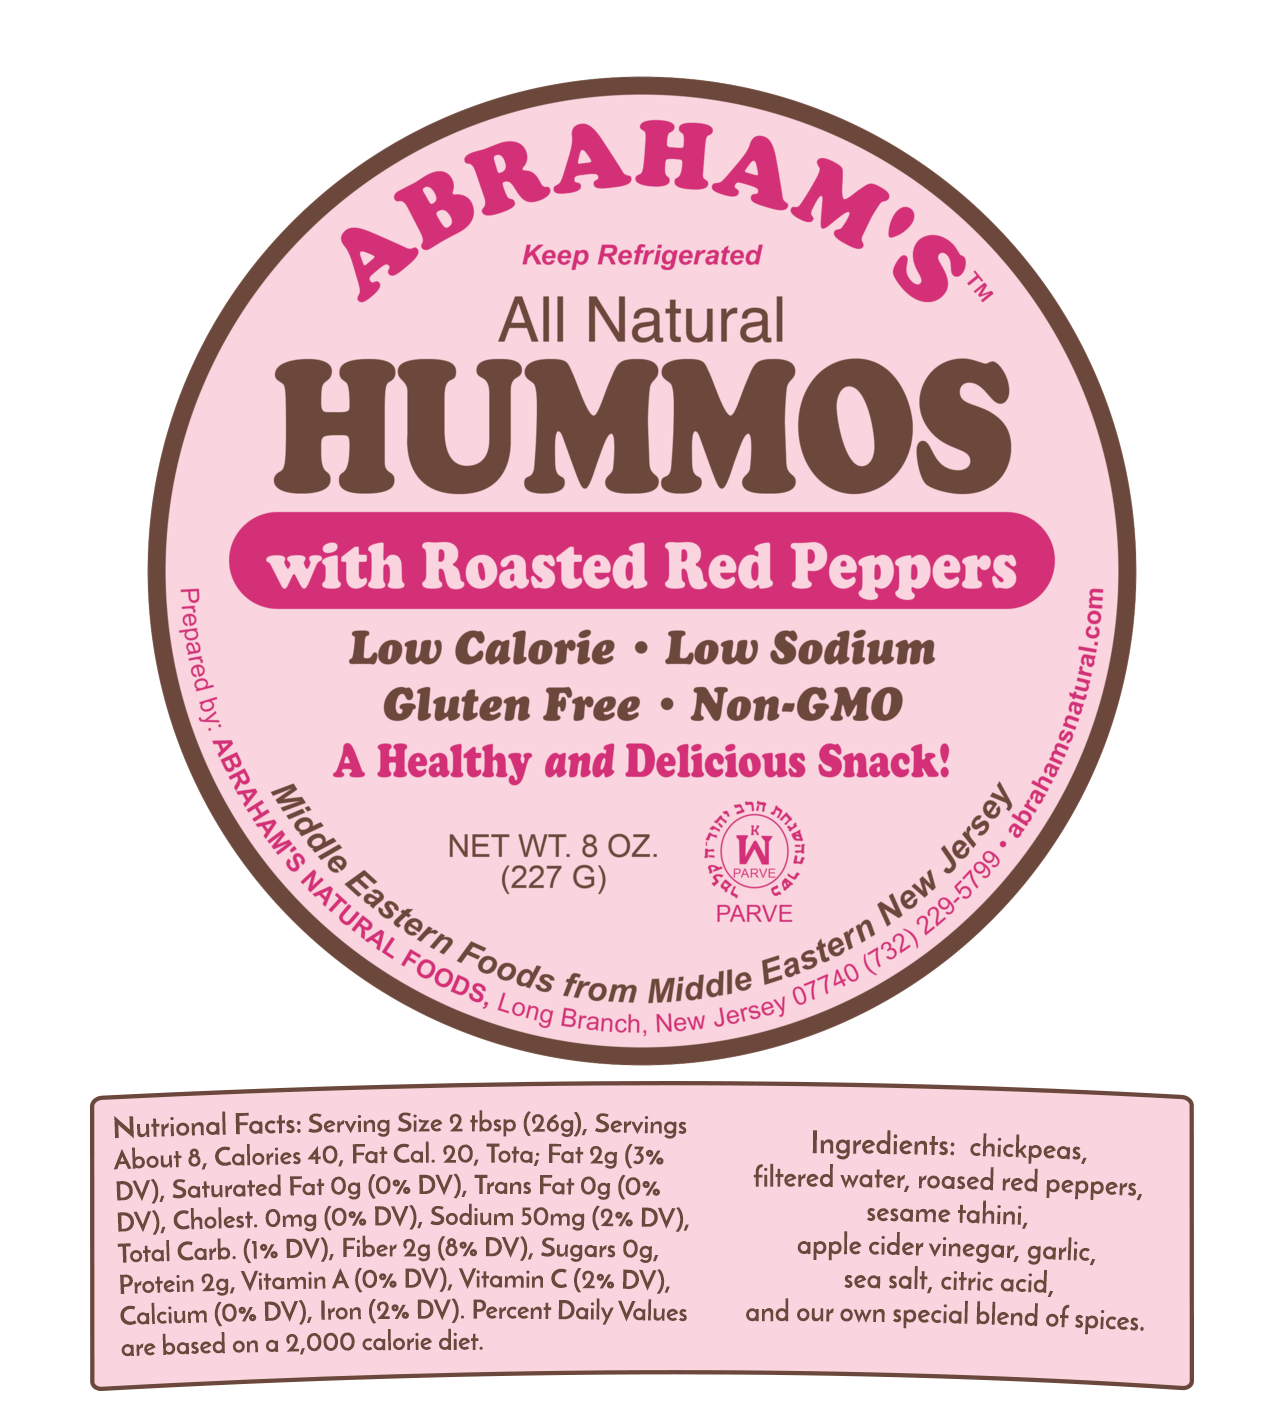 ABRAHAM'S™
Keep Refrigerated
All Natural
HUMMOS
with Roasted Red Peppers
Low Calorie • Low Sodium
Gluten Free • Non-GMO
A Healthy and Delicious Snack!
NET WT. 8 OZ.
(227 G)
בהשגחת הרב יהודה קלמר
כשר
K
PARVE
PARVE
Middle Eastern Foods from Middle Eastern New Jersey
Prepared by: ABRAHAM'S NATURAL FOODS, Long Branch, New Jersey 07740 (732) 229-5799 • abrahamsnatural.com
Nutrional Facts: Serving Size 2 tbsp (26g), Servings
About 8, Calories 40, Fat Cal. 20, Tota; Fat 2g (3%
DV), Saturated Fat 0g (0% DV), Trans Fat 0g (0%
DV), Cholest. 0mg (0% DV), Sodium 50mg (2% DV),
Total Carb. (1% DV), Fiber 2g (8% DV), Sugars 0g,
Protein 2g, Vitamin A (0% DV), Vitamin C (2% DV),
Calcium (0% DV), Iron (2% DV). Percent Daily Values
are based on a 2,000 calorie diet.
Ingredients: chickpeas,
filtered water, roased red peppers,
sesame tahini,
apple cider vinegar, garlic,
sea salt, citric acid,
and our own special blend of spices.